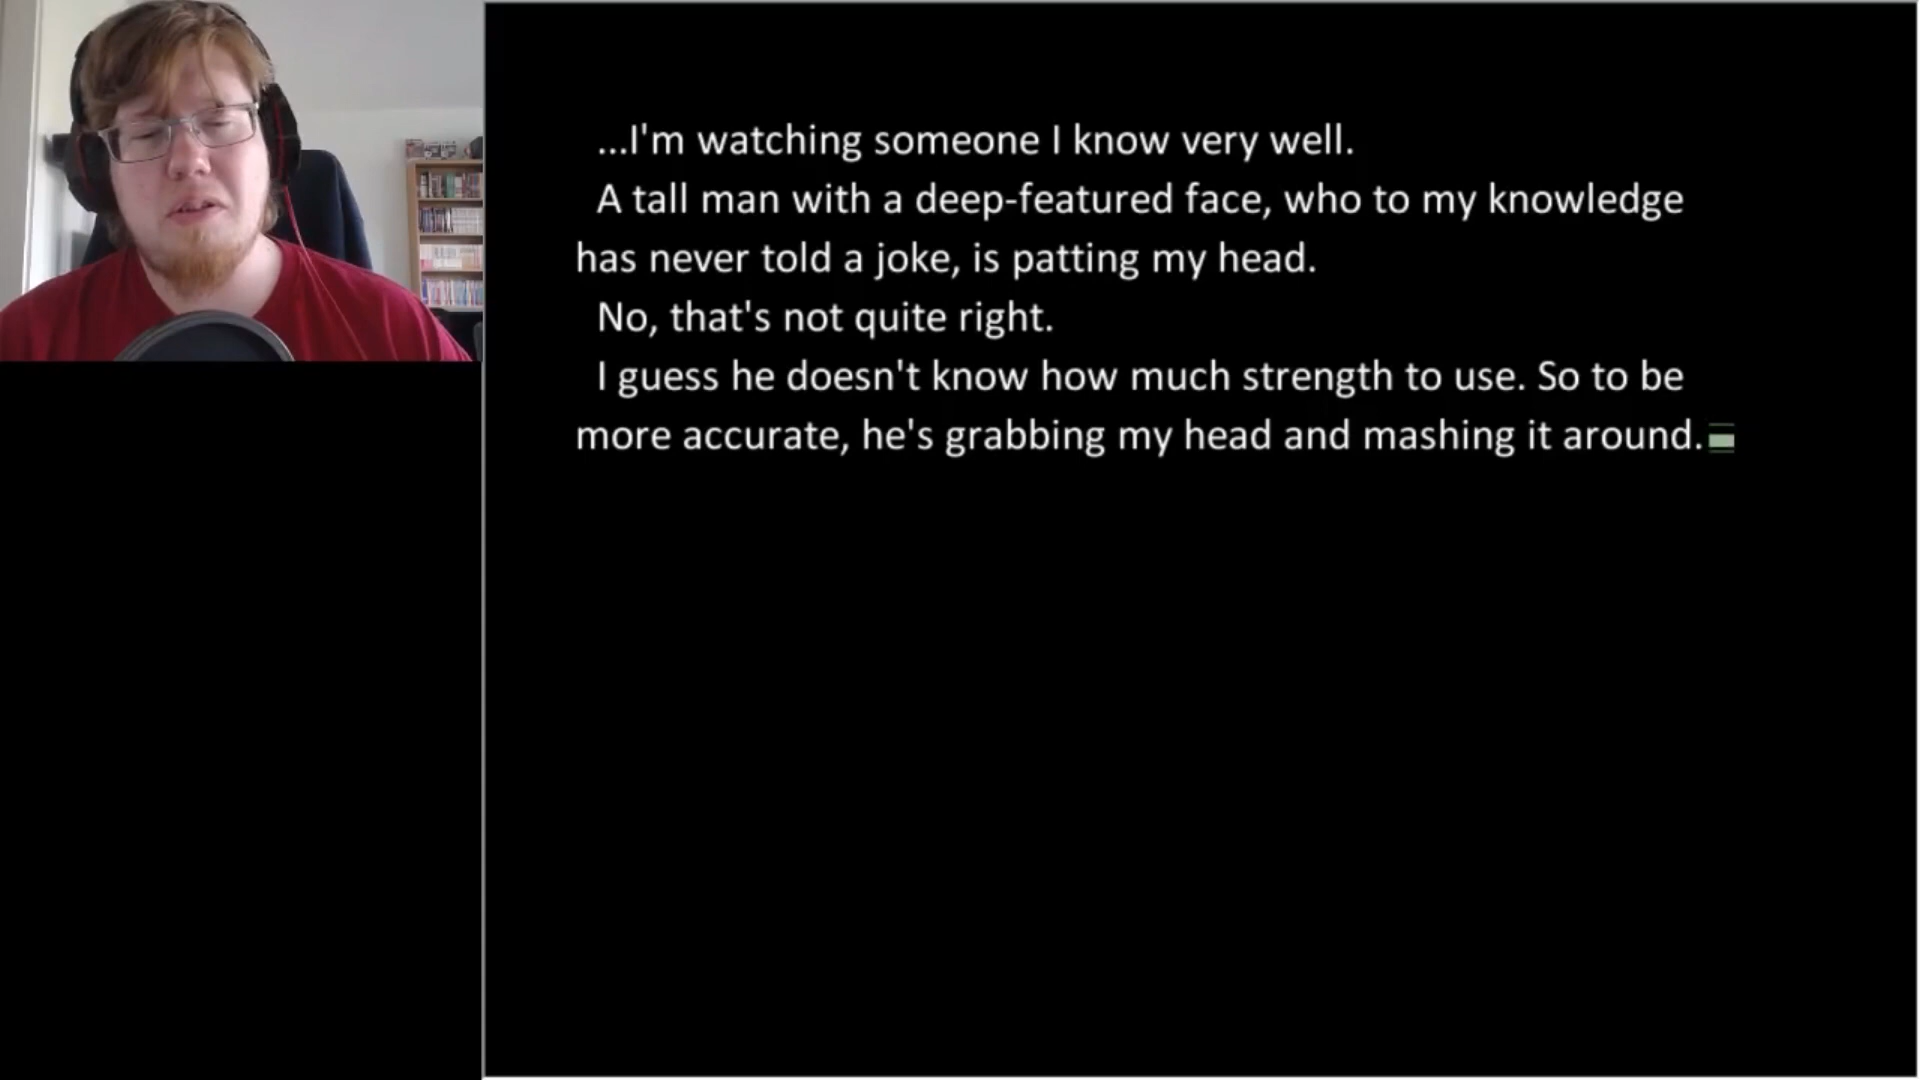 ...I'm watching someone I know very well.
A tall man with a deep-featured face, who to my knowledge
has never told a joke, is patting my head.
No, that's not quite right.
I guess he doesn't know how much strength to use. So to be
more accurate, he's grabbing my head and mashing it around.